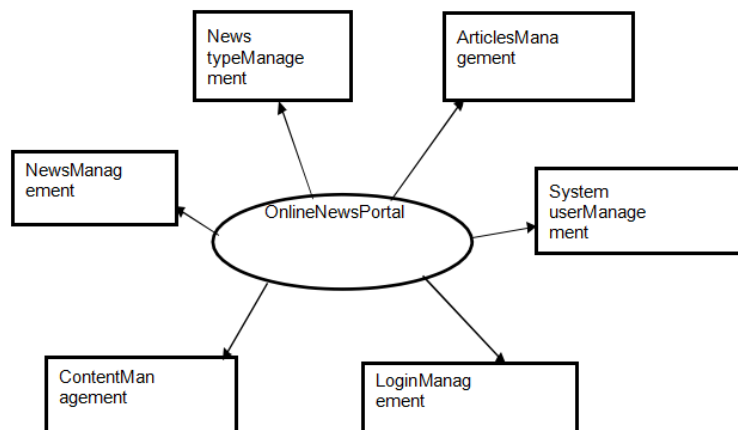 News
typeManage
ment
ArticlesMana
gement
NewsManag
ement
System
userManage
ment
OnlineNewsPortal
ContentMan
agement
LoginManag
ement